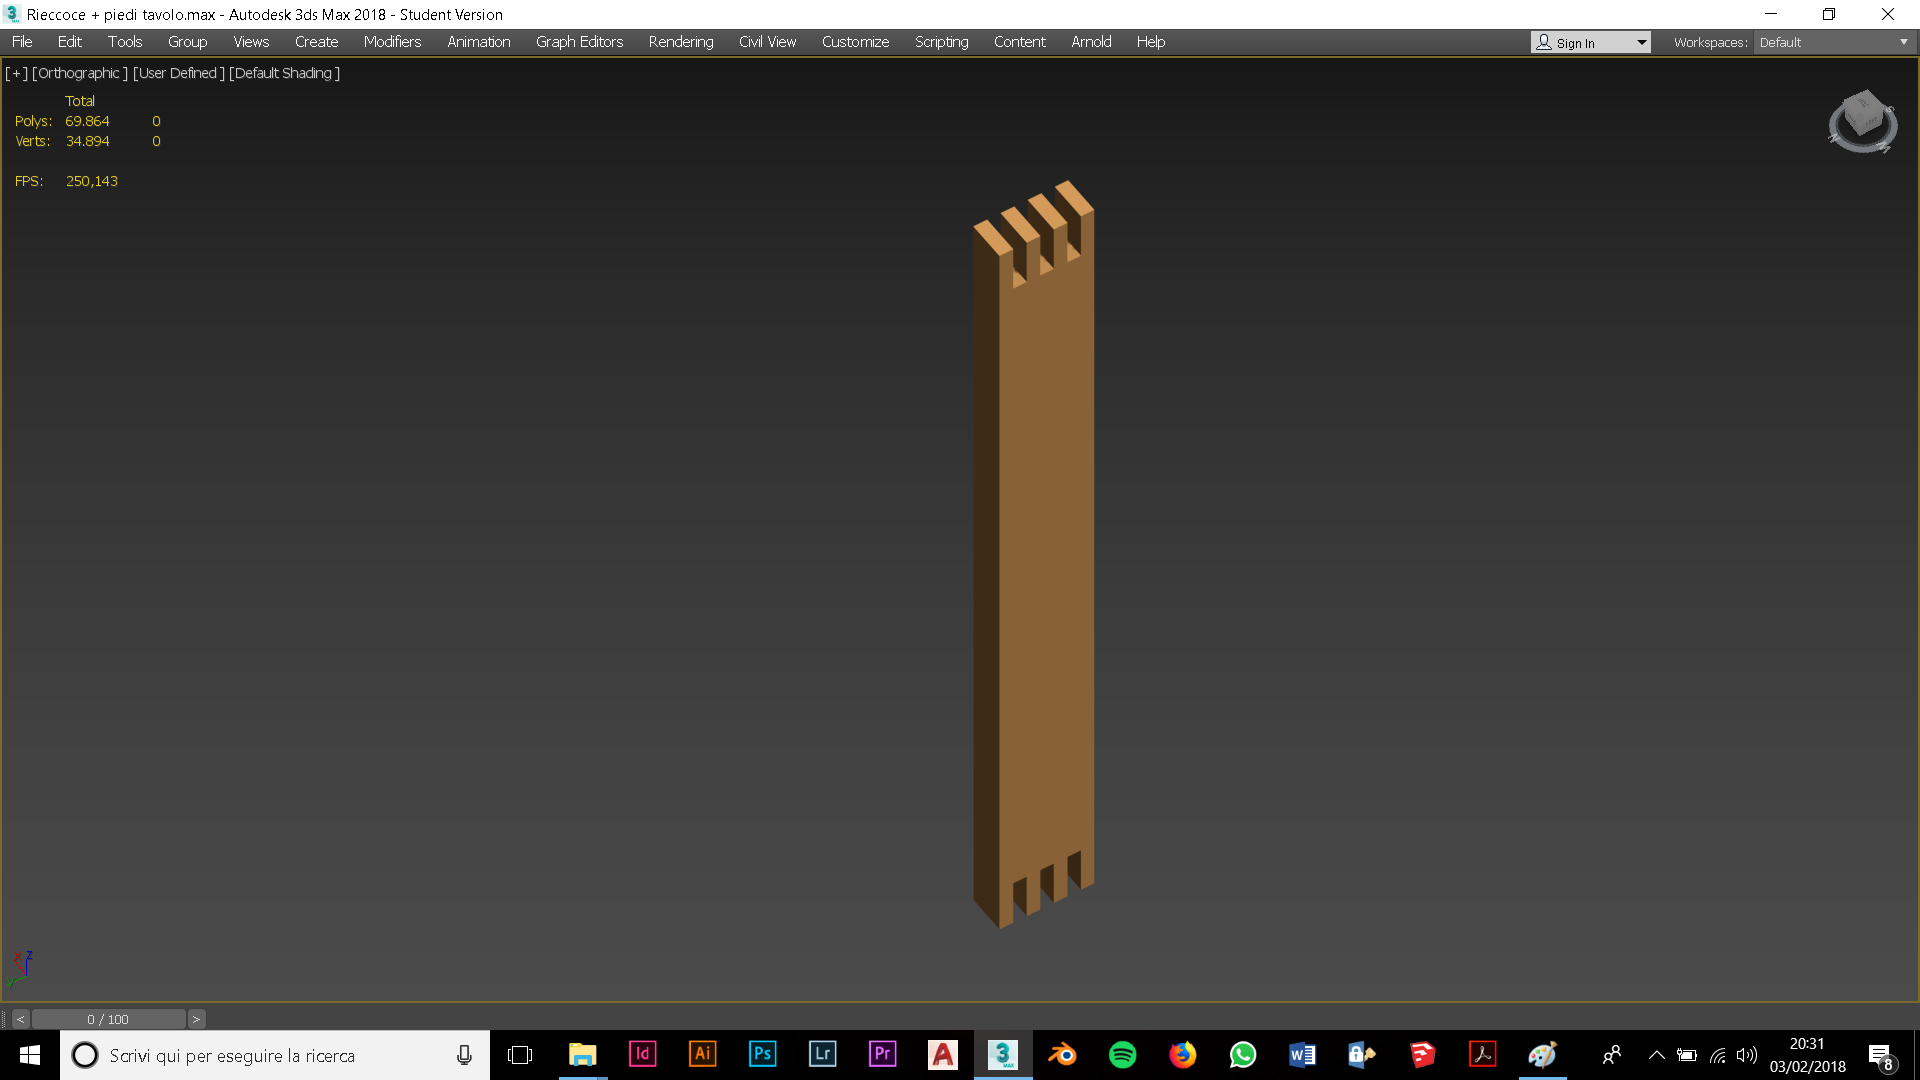 Rieccoce + piedi tavolo.max - Autodesk 3ds Max 2018 - Student Version
File Edit Tools Group Views Create Modifiers Animation Graph Editors Rendering Civil View Customize Scripting Content Arnold Help Sign In Workspaces: Default
[+] [Orthographic ] [User Defined ] [Default Shading ]
Total
Polys: 69.864 0
Verts: 34.894 0
FPS: 250,143
x z
y
< 0 / 100 >
Scrivi qui per eseguire la ricerca
Id Ai Ps Lr Pr A 3 MAX W
20:31
03/02/2018
8